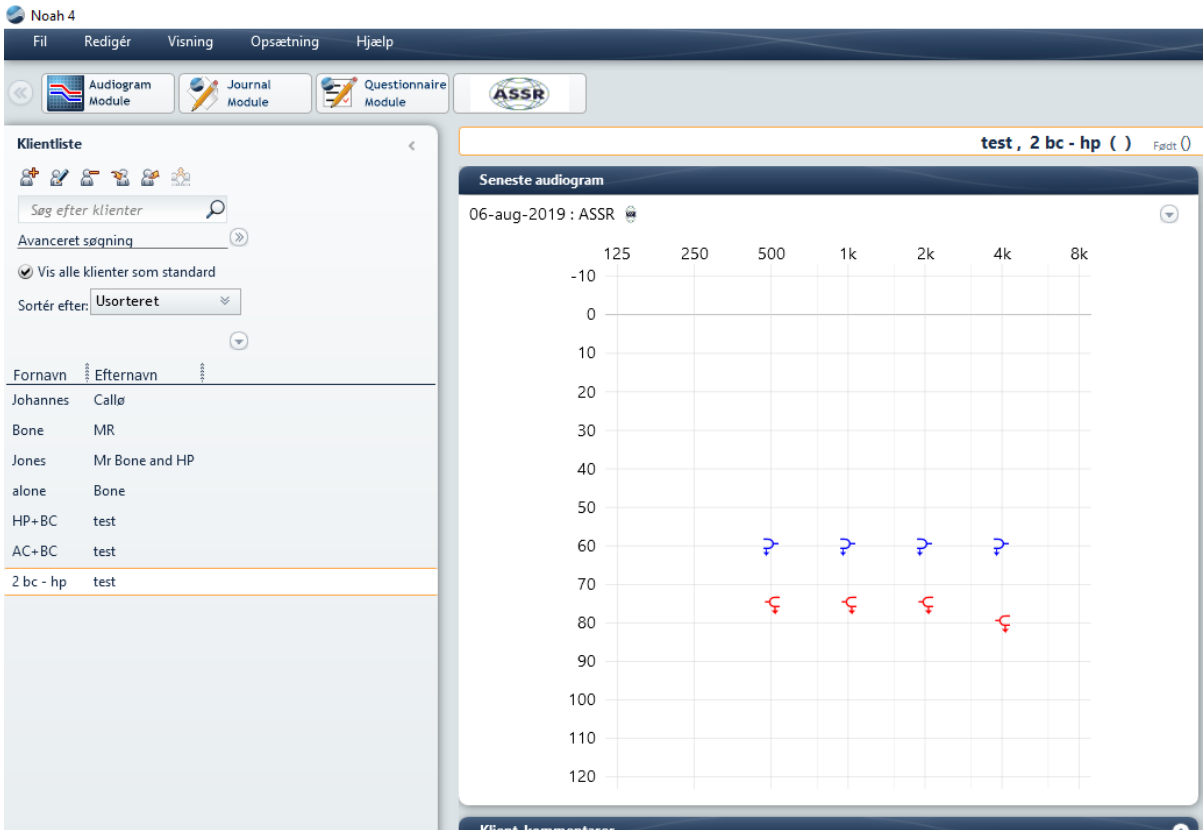 Noah 4
Fil Redigér Visning Opsætning Hjælp
Audiogram Module
Journal Module
Questionnaire Module
ASSR
Klientliste
Søg efter klienter
Avanceret søgning
Vis alle klienter som standard
Sortér efter: Usorteret
Fornavn Efternavn
Johannes Callø
Bone MR
Jones Mr Bone and HP
alone Bone
HP+BC test
AC+BC test
2 bc - hp test
test , 2 bc - hp ( ) Født ()
Seneste audiogram
06-aug-2019 : ASSR
125 250 500 1k 2k 4k 8k
-10
0
10
20
30
40
50
60
70
80
90
100
110
120
Klient-kommentarer